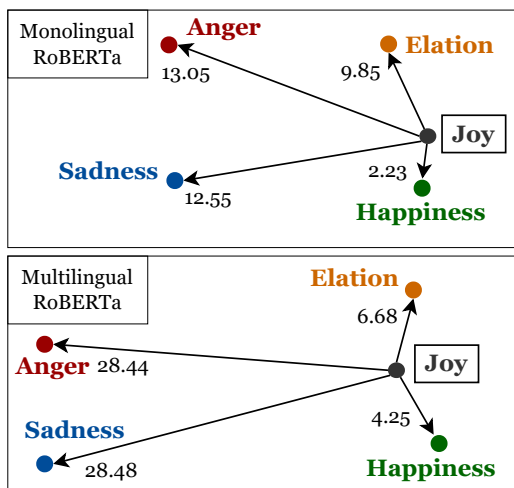 Monolingual
RoBERTa
Anger
13.05
Elation
9.85
Joy
Sadness
12.55
2.23
Happiness
Multilingual
RoBERTa
Elation
6.68
Anger
28.44
Joy
Sadness
28.48
4.25
Happiness